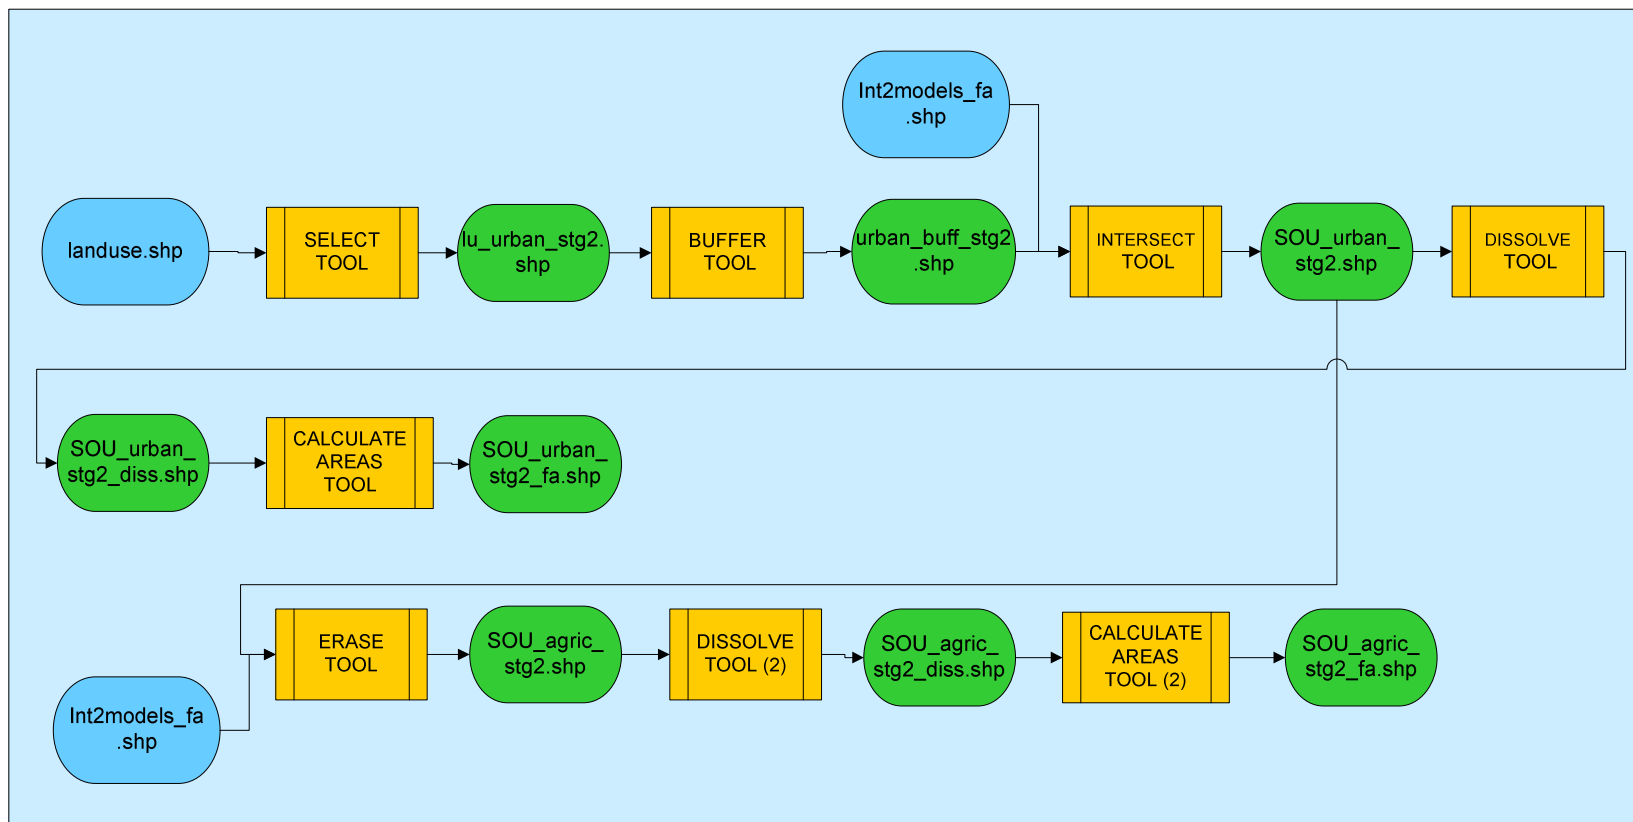 Int2models_fa
.shp
landuse.shp
SELECT
TOOL
lu_urban_stg2.
shp
BUFFER
TOOL
urban_buff_stg2
.shp
INTERSECT
TOOL
SOU_urban_
stg2.shp
DISSOLVE
TOOL
SOU_urban_
stg2_diss.shp
CALCULATE
AREAS
TOOL
SOU_urban_
stg2_fa.shp
Int2models_fa
.shp
ERASE
TOOL
SOU_agric_
stg2.shp
DISSOLVE
TOOL (2)
SOU_agric_
stg2_diss.shp
CALCULATE
AREAS
TOOL (2)
SOU_agric_
stg2_fa.shp